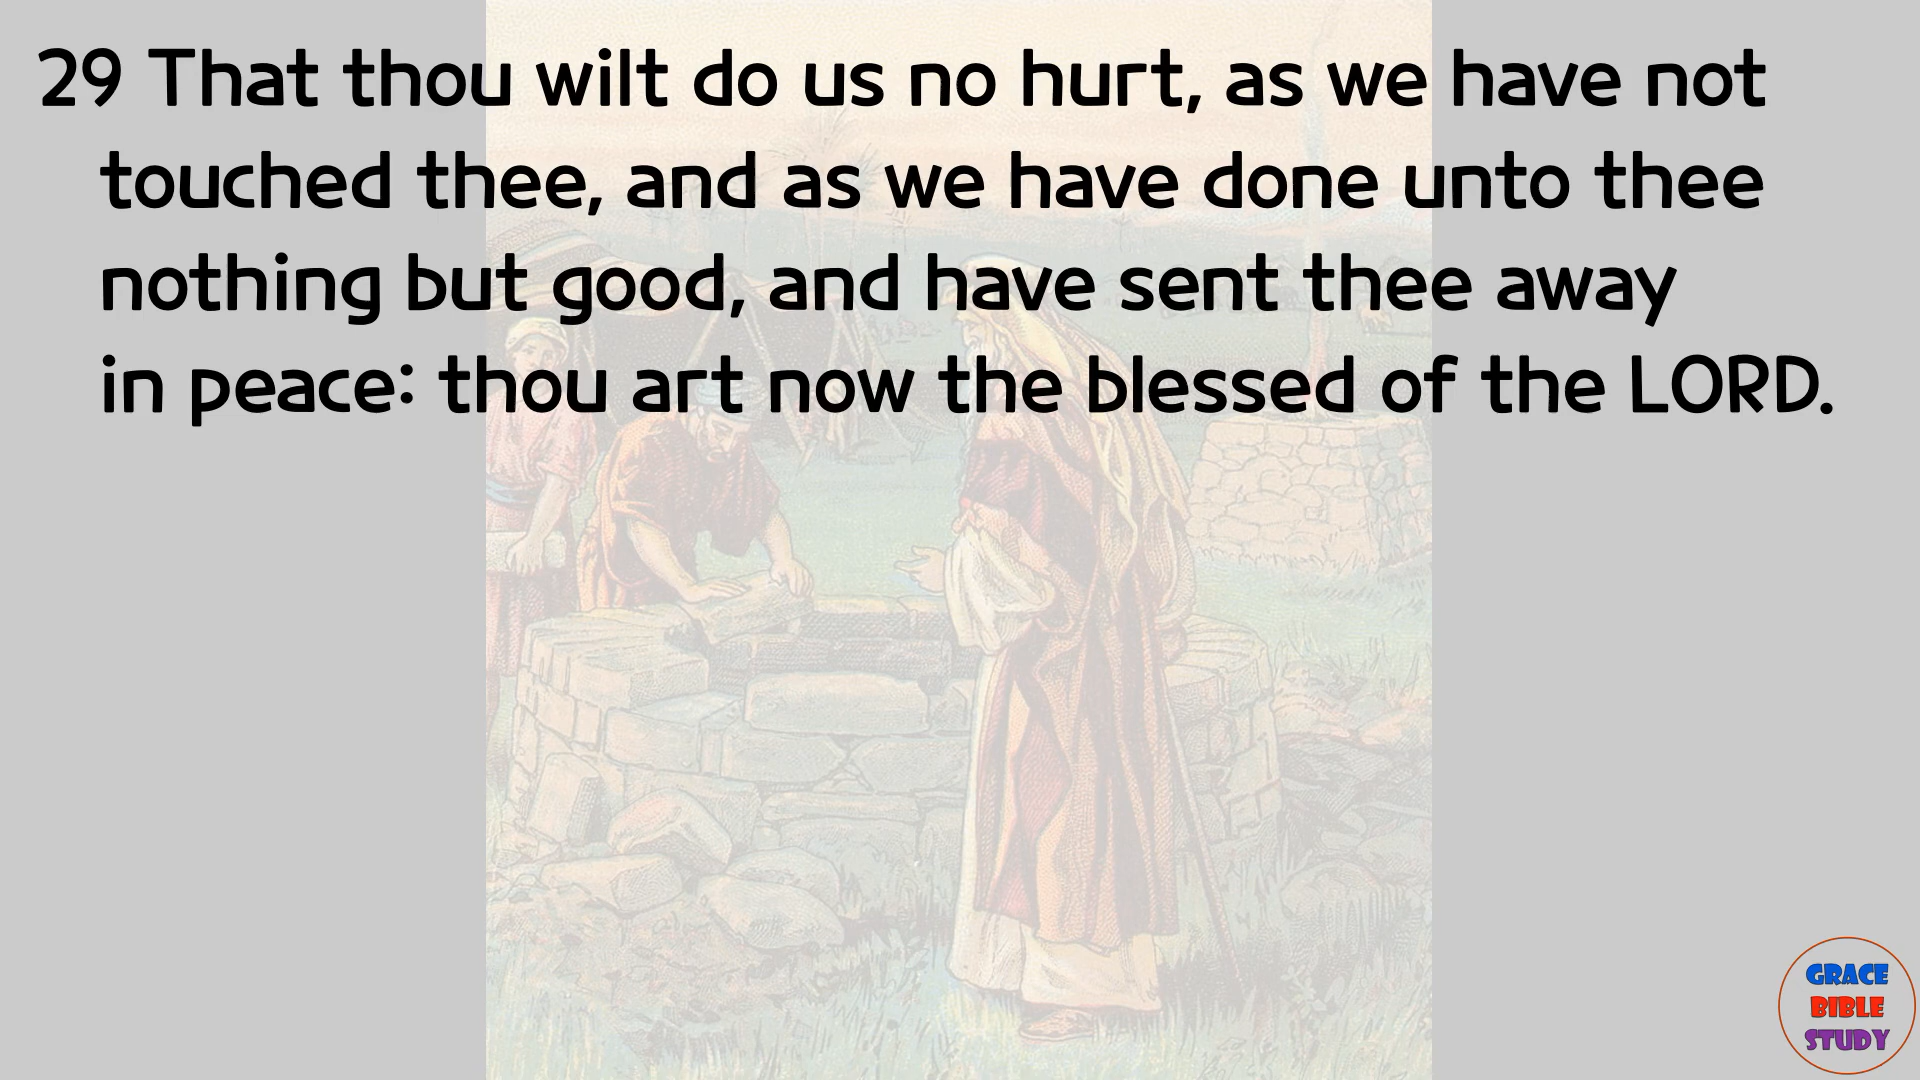 29 That thou wilt do us no hurt, as we have not
touched thee, and as we have done unto thee
nothing but good, and have sent thee away
in peace: thou art now the blessed of the LORD.
GRACE
BIBLE
STUDY